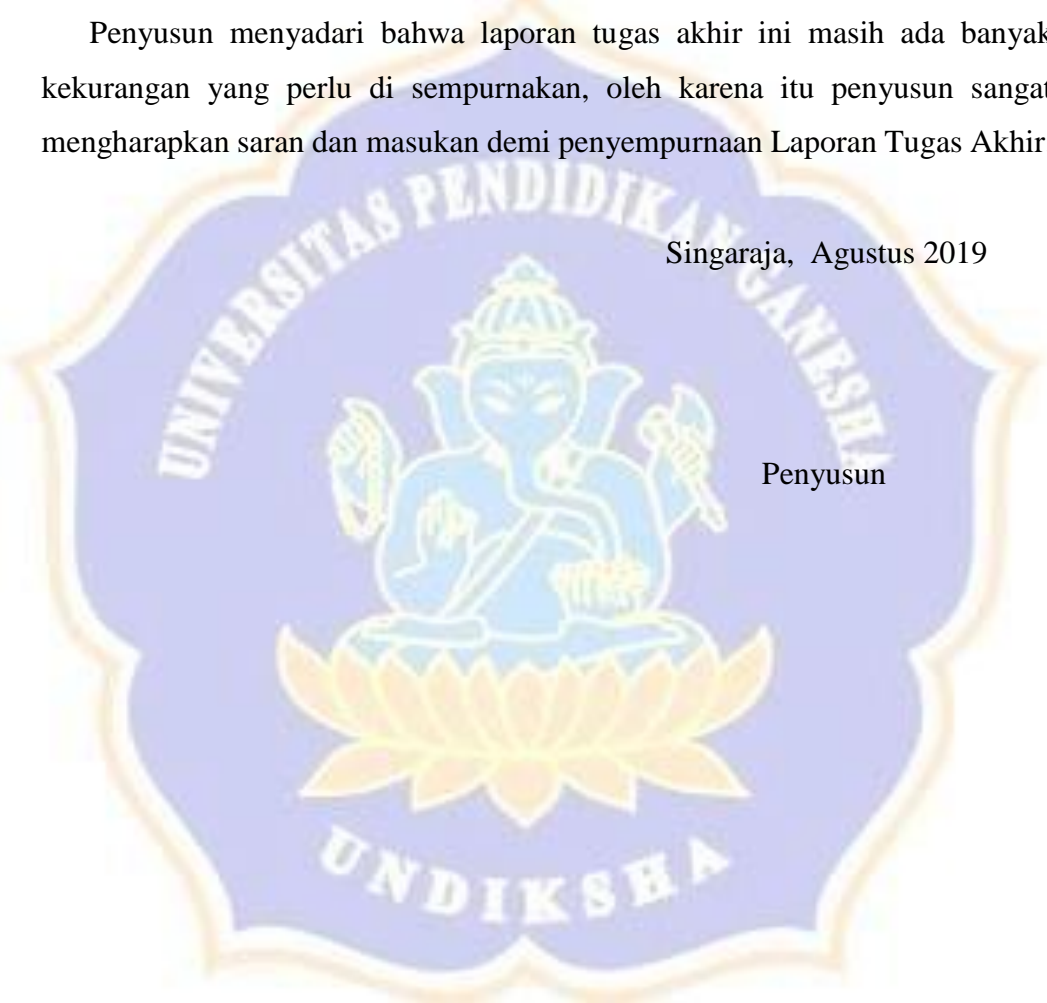 Penyusun menyadari bahwa laporan tugas akhir ini masih ada banyak
kekurangan yang perlu di sempurnakan, oleh karena itu penyusun sangat
mengharapkan saran dan masukan demi penyempurnaan Laporan Tugas Akhir
Singaraja, Agustus 2019
Penyusun
UNIVERSITAS PENDIDIKAN GANESHA
UNDIKSHA